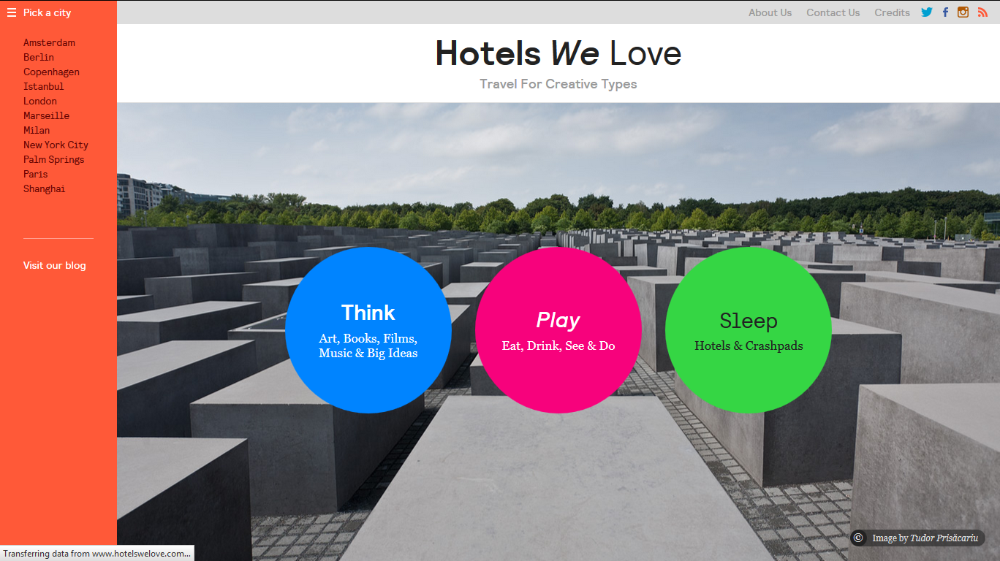 Pick a city
About Us Contact Us Credits
Amsterdam
Berlin
Copenhagen
Istanbul
London
Marseille
Milan
New York City
Palm Springs
Paris
Shanghai
Visit our blog
Hotels We Love
Travel For Creative Types
Think
Art, Books, Films,
Music & Big Ideas
Play
Eat, Drink, See & Do
Sleep
Hotels & Crashpads
© Image by Tudor Prisăcariu
Transferring data from www.hotelswelove.com...